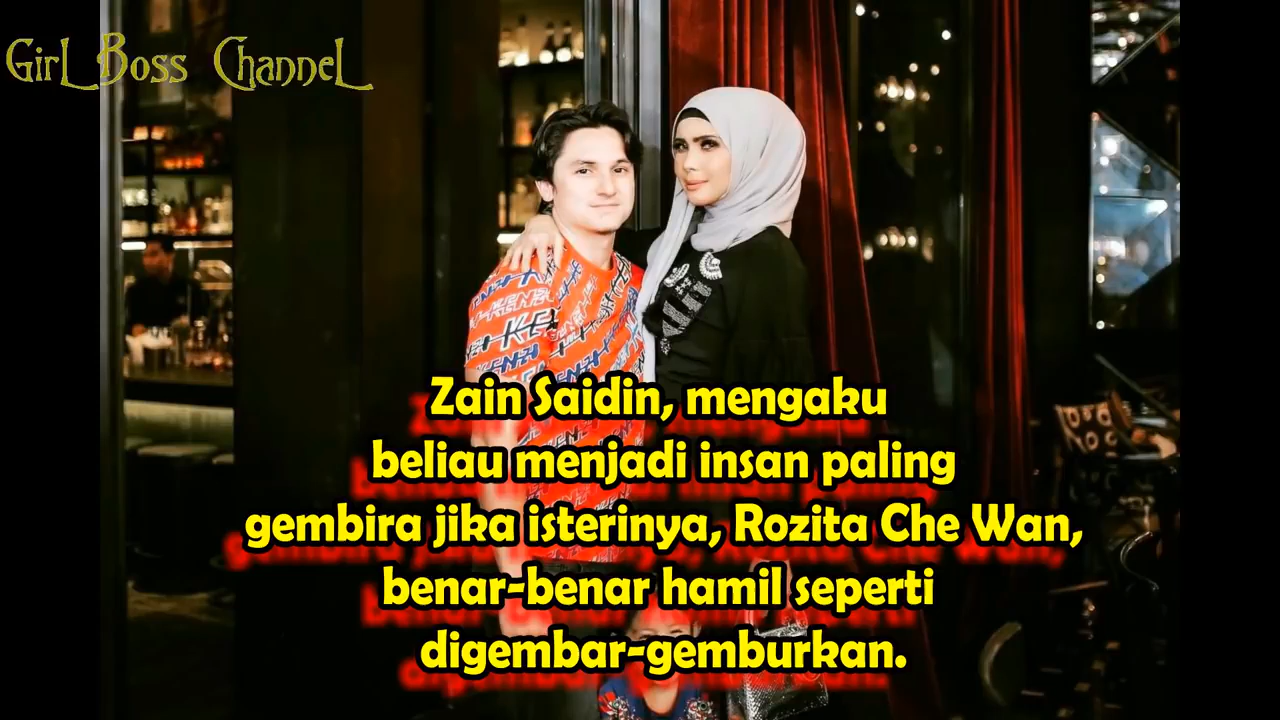 Girl Boss Channel
Zain Saidin, mengaku
beliau menjadi insan paling
gembira jika isterinya, Rozita Che Wan,
benar-benar hamil seperti
digembar-gemburkan.